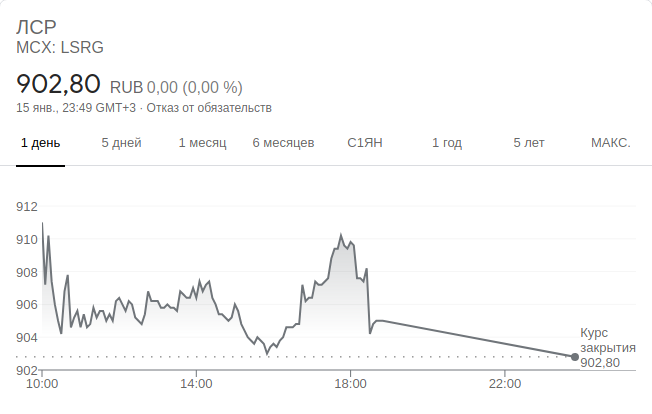 ЛСР
MCX: LSRG
902,80 RUB 0,00 (0,00 %)
15 янв., 23:49 GMT+3 · Отказ от обязательств
1 день 5 дней 1 месяц 6 месяцев С1ЯН 1 год 5 лет МАКС.
912
910
908
906
904
902
Курс
закрытия
902,80
10:00 14:00 18:00 22:00